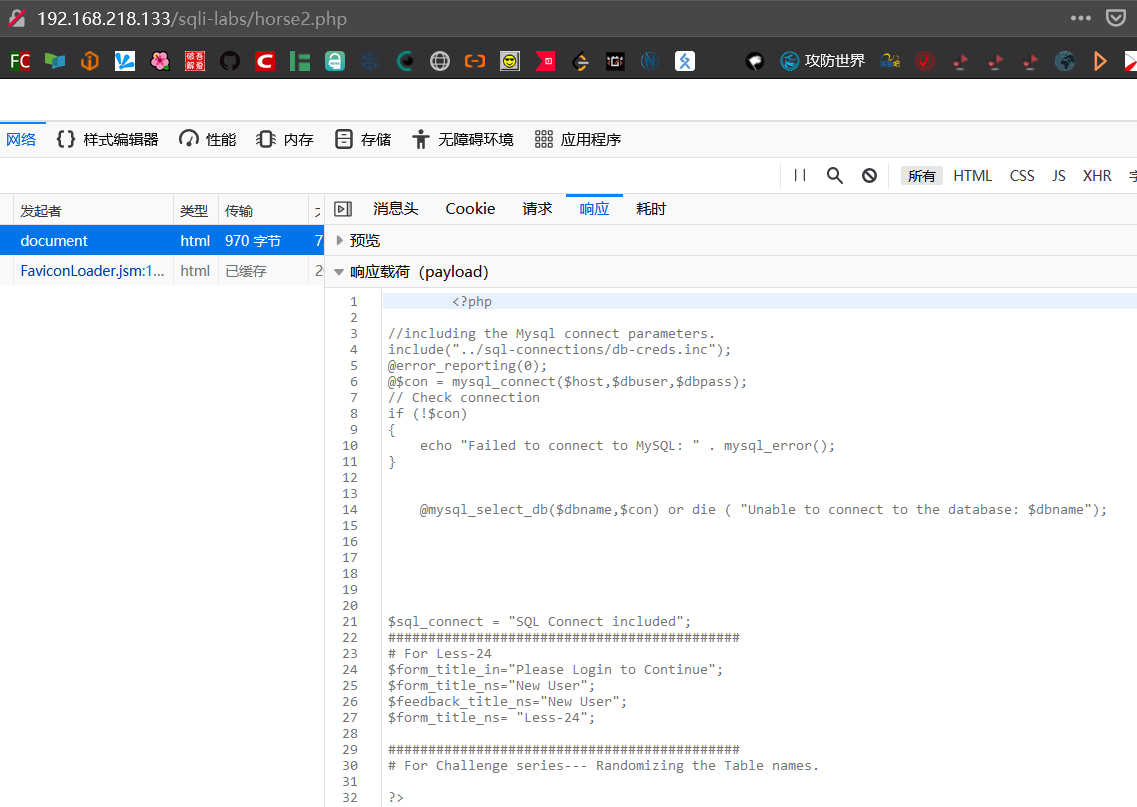 192.168.218.133/sqli-labs/horse2.php
FC
攻防世界
网络 {} 样式编辑器 性能 内存 存储 无障碍环境 应用程序
所有 HTML CSS JS XHR
发起者 类型 传输
消息头 Cookie 请求 响应 耗时
document html 970 字节 7
预览
FaviconLoader.jsm:1... html 已缓存 2
响应载荷（payload）
1 <?php
2
3 //including the Mysql connect parameters.
4 include("../sql-connections/db-creds.inc");
5 @error_reporting(0);
6 @$con = mysql_connect($host,$dbuser,$dbpass);
7 // Check connection
8 if (!$con)
9 {
10 echo "Failed to connect to MySQL: " . mysql_error();
11 }
12
13
14 @mysql_select_db($dbname,$con) or die ( "Unable to connect to the database: $dbname");
15
16
17
18
19
20
21 $sql_connect = "SQL Connect included";
22 ############################################
23 # For Less-24
24 $form_title_in="Please Login to Continue";
25 $form_title_ns="New User";
26 $feedback_title_ns="New User";
27 $form_title_ns= "Less-24";
28
29 ############################################
30 # For Challenge series--- Randomizing the Table names.
31
32 ?>